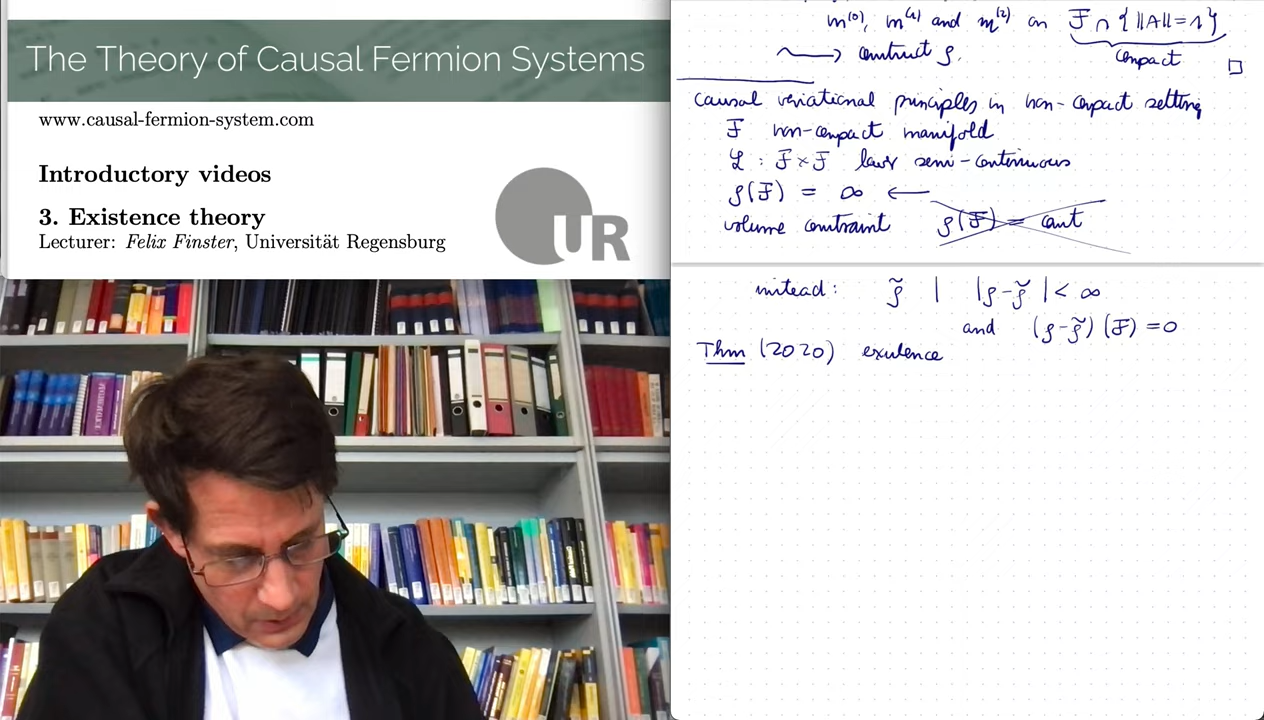 The Theory of Causal Fermion Systems
www.causal-fermion-system.com
Introductory videos
3. Existence theory
Lecturer: Felix Finster, Universität Regensburg
UR
m⁽⁰⁾, m⁽¹⁾ and m⁽²⁾ on F ∩ {||A|| = 1}
compact
⟿ construct ρ. □
causal variational principles in non-compact setting
F non-compact manifold
L : F × F lower semi-continuous
ρ(F) = ∞ ←
volume constraint ρ(F) = const
instead: ρ̃ | |ρ - ρ̃| < ∞
and (ρ - ρ̃)(F) = 0
Thm (2020) existence